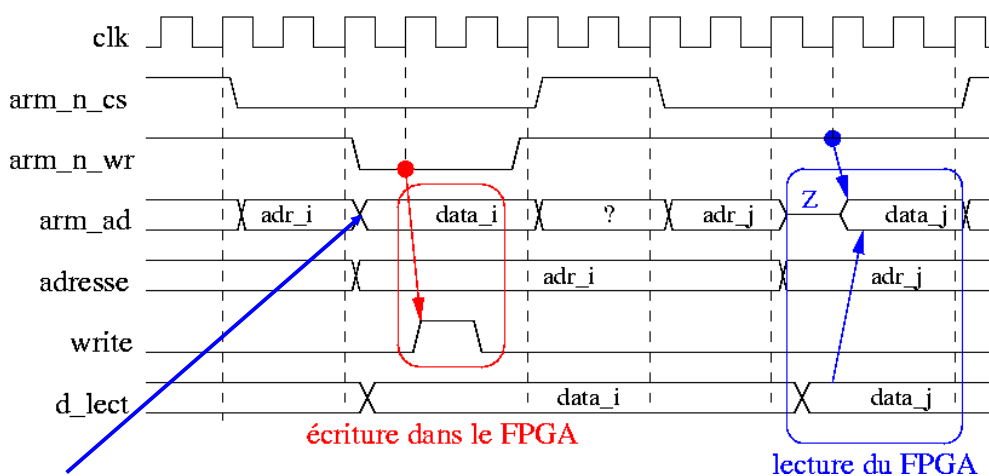 clk
arm_n_cs
arm_n_wr
arm_ad adr_i data_i ? adr_j Z data_j
adresse adr_i adr_j
write
d_lect data_i data_j
écriture dans le FPGA
lecture du FPGA